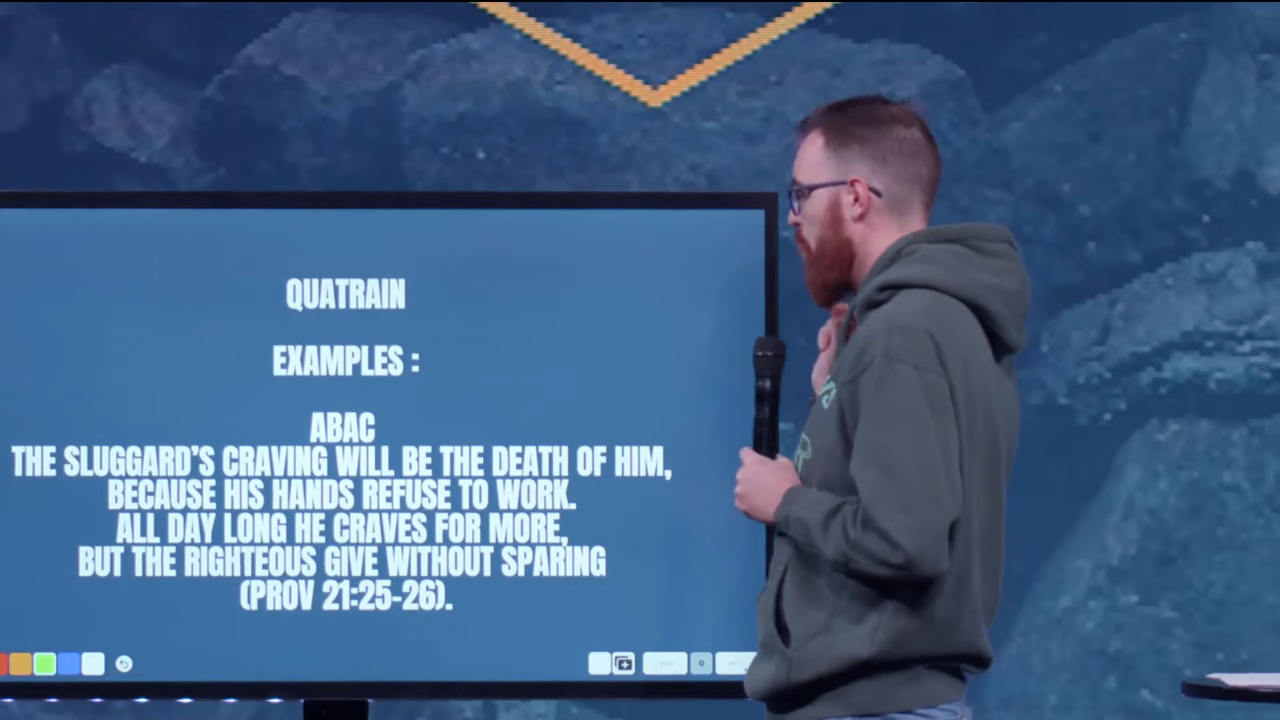 QUATRAIN
EXAMPLES :
ABAC
THE SLUGGARD'S CRAVING WILL BE THE DEATH OF HIM,
BECAUSE HIS HANDS REFUSE TO WORK.
ALL DAY LONG HE CRAVES FOR MORE,
BUT THE RIGHTEOUS GIVE WITHOUT SPARING
(PROV 21:25-26).